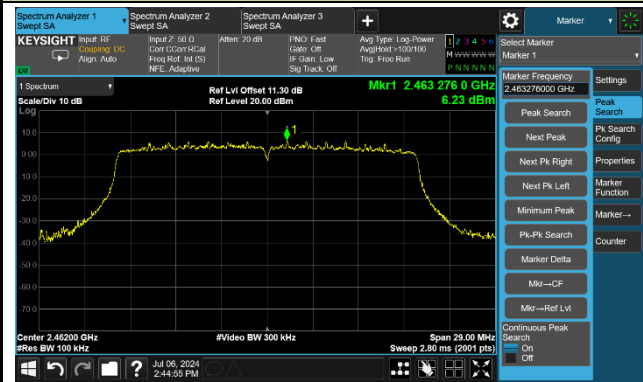 Spectrum Analyzer 1
Swept SA
Spectrum Analyzer 2
Swept SA
Spectrum Analyzer 3
Swept SA
+
Marker
KEYSIGHT
Input: RF
Coupling: DC
Align: Auto
Input Z: 50 Ω
Corr CCorr RCal
Freq Ref: Int (S)
NFE: Adaptive
Atten: 20 dB
PNO: Fast
Gate: Off
IF Gain: Low
Sig Track: Off
Avg Type: Log-Power
Avg|Hold>100/100
Trig: Free Run
1 2 3 4 5 6
M W W W W W
P N N N N N
LVI
Select Marker
Marker 1
1 Spectrum
Scale/Div 10 dB
Log
Ref Lvl Offset 11.30 dB
Ref Level 20.00 dBm
Mkr1 2.463 276 0 GHz
6.23 dBm
1
10.0
0.00
-10.0
-20.0
-30.0
-40.0
-50.0
-60.0
-70.0
Center 2.46200 GHz
#Res BW 100 kHz
#Video BW 300 kHz
Span 29.00 MHz
Sweep 2.80 ms (2001 pts)
Marker Frequency
2.463276000 GHz
Peak Search
Next Peak
Next Pk Right
Next Pk Left
Minimum Peak
Pk-Pk Search
Marker Delta
Mkr→CF
Mkr→Ref Lvl
Continuous Peak
Search
On
Off
Settings
Peak
Search
Pk Search
Config
Properties
Marker
Function
Marker→
Counter
?
Jul 06, 2024
2:44:55 PM